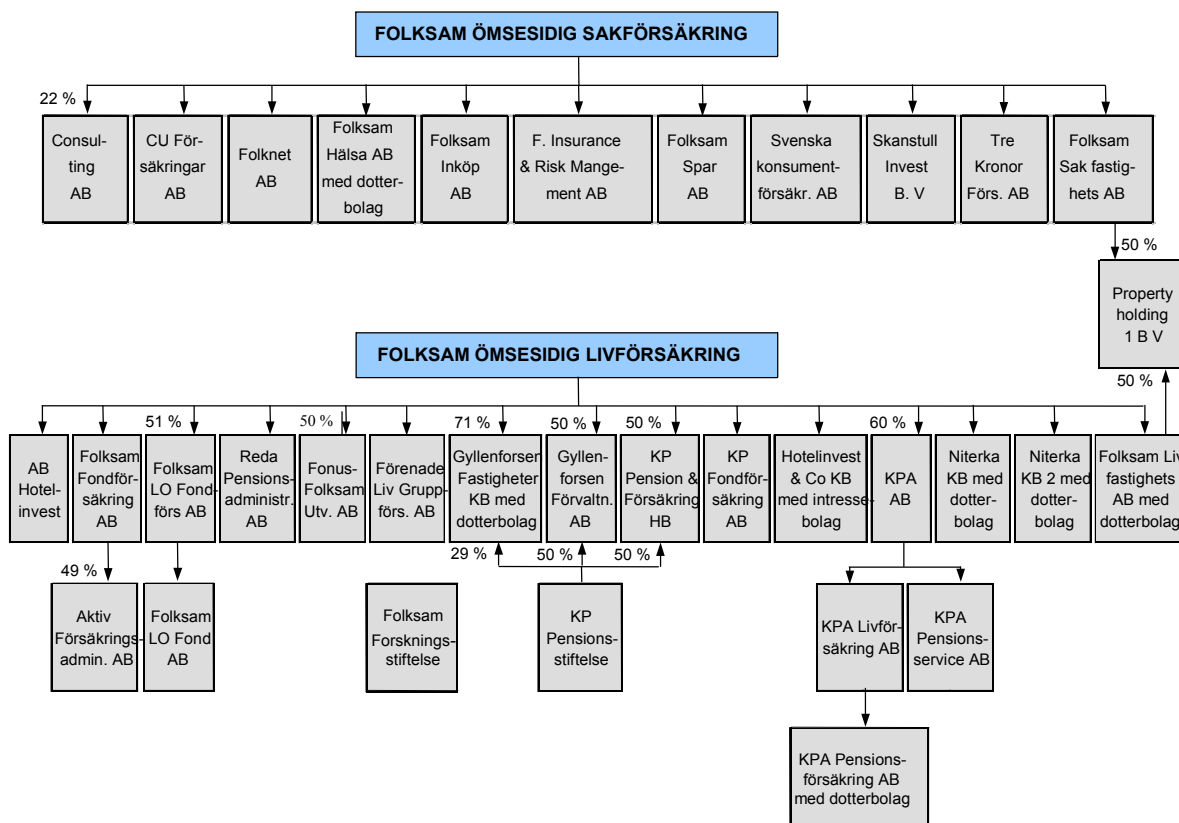 FOLKSAM ÖMSESIDIG SAKFÖRSÄKRING
22 %
Consul-
ting
AB
CU För-
säkringar
AB
Folknet
AB
Folksam
Hälsa AB
med dotter-
bolag
Folksam
Inköp
AB
F. Insurance
& Risk Mangement AB
Folksam
Spar
AB
Svenska
konsument-
försäkr. AB
Skanstull
Invest
B. V
Tre
Kronor
Förs. AB
Folksam
Sak fastig-
hets AB
50 %
Property
holding
1 B V
50 %
FOLKSAM ÖMSESIDIG LIVFÖRSÄKRING
AB
Hotel-
invest
Folksam
Fondför-
säkring
AB
51 %
Folksam
LO Fond-
förs AB
Reda
Pensions-
administr.
AB
50 %
Fonus-
Folksam
Utv. AB
Förenade
Liv Grupp-
förs. AB
71 %
Gyllenforsen
Fastigheter
KB med
dotterbolag
50 %
Gyllen-
forsen
Förvaltn.
AB
50 %
KP
Pension &
Försäkring
HB
KP
Fondför-
säkring
AB
Hotelinvest
& Co KB
med intresse-
bolag
60 %
KPA
AB
Niterka
KB med
dotter-
bolag
Niterka
KB 2 med
dotter-
bolag
Folksam Liv
fastighets
AB med
dotterbolag
49 %
29 %
50 %
50 %
Aktiv
Försäkrings-
admin. AB
Folksam
LO Fond
AB
Folksam
Forsknings-
stiftelse
KP
Pensions-
stiftelse
KPA Livför-
säkring AB
KPA
Pensions-
service AB
KPA Pensions-
försäkring AB
med dotterbolag